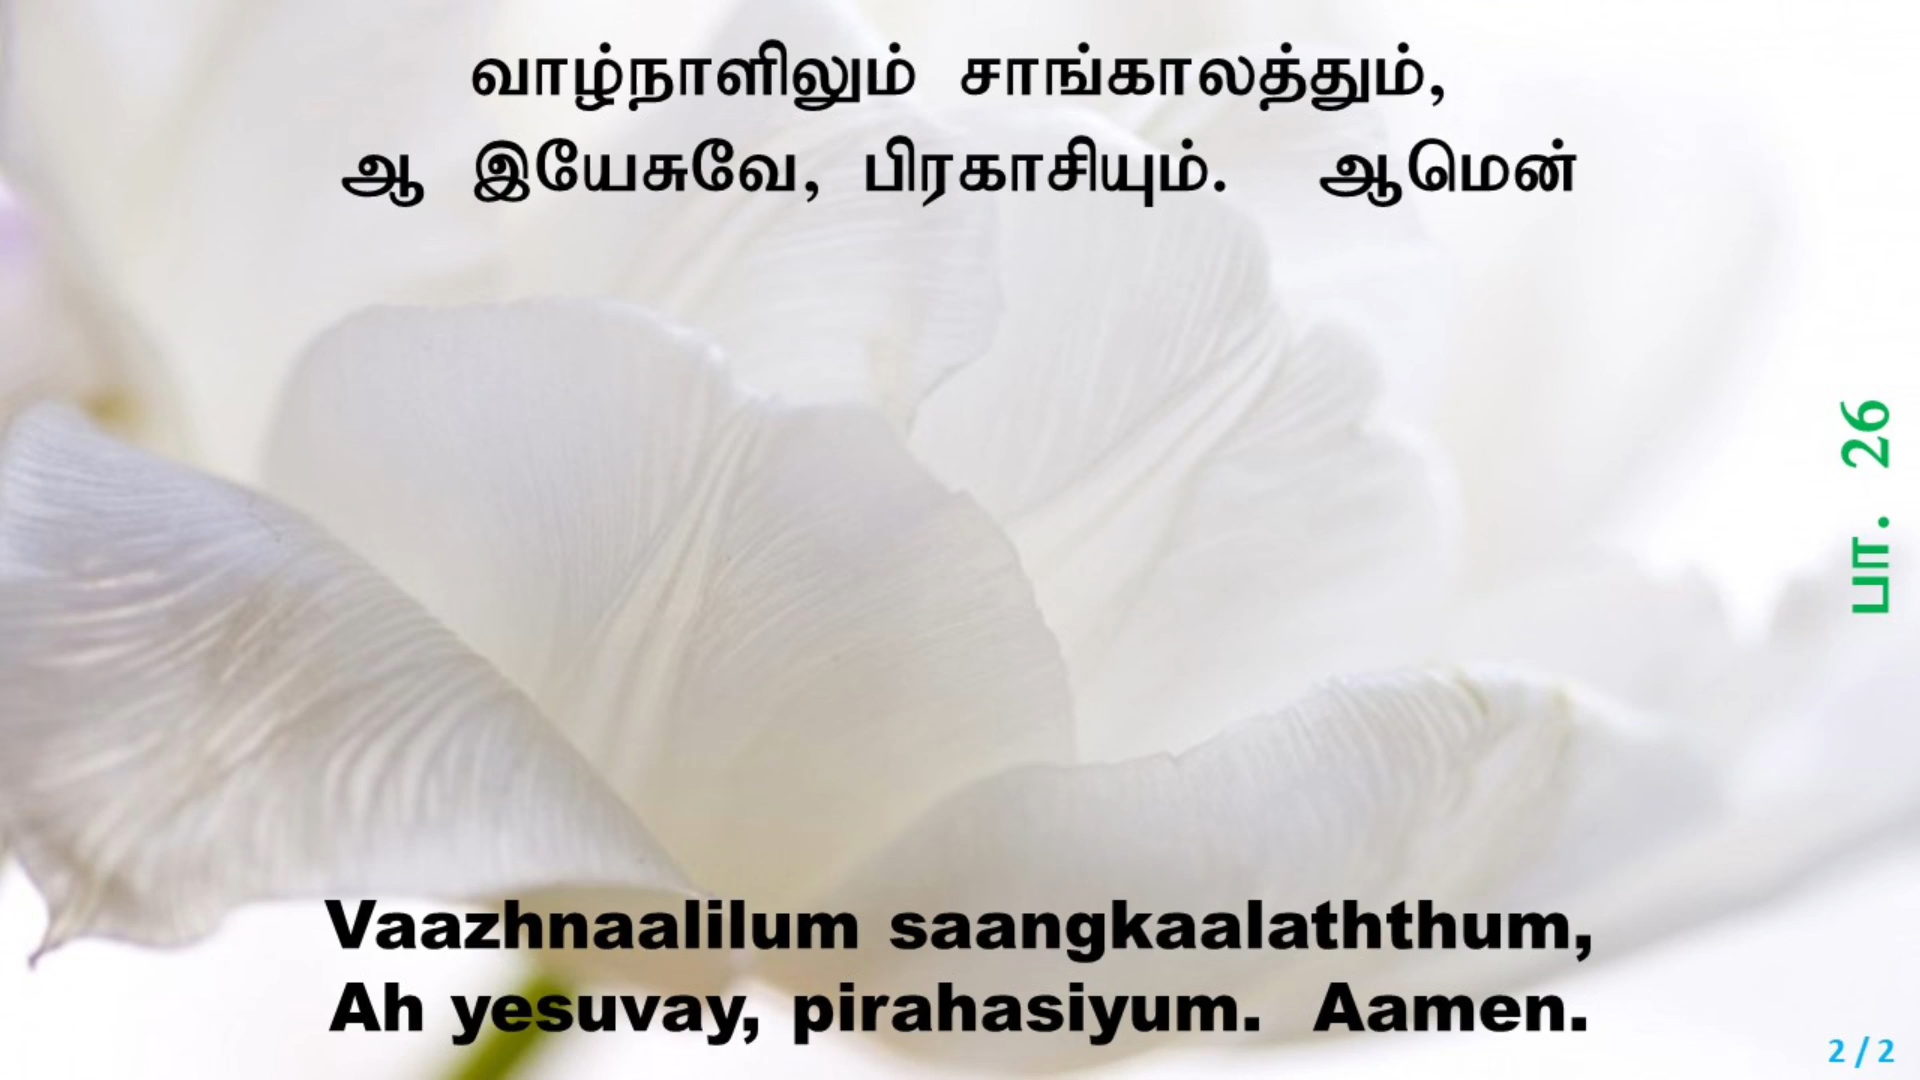 வாழ்நாளிலும் சாங்காலத்தும்,
ஆ இயேசுவே, பிரகாசியும். ஆமென்
பா. 26
Vaazhnaalilum saangkaalaththum,
Ah yesuvay, pirahasiyum. Aamen.
2 / 2